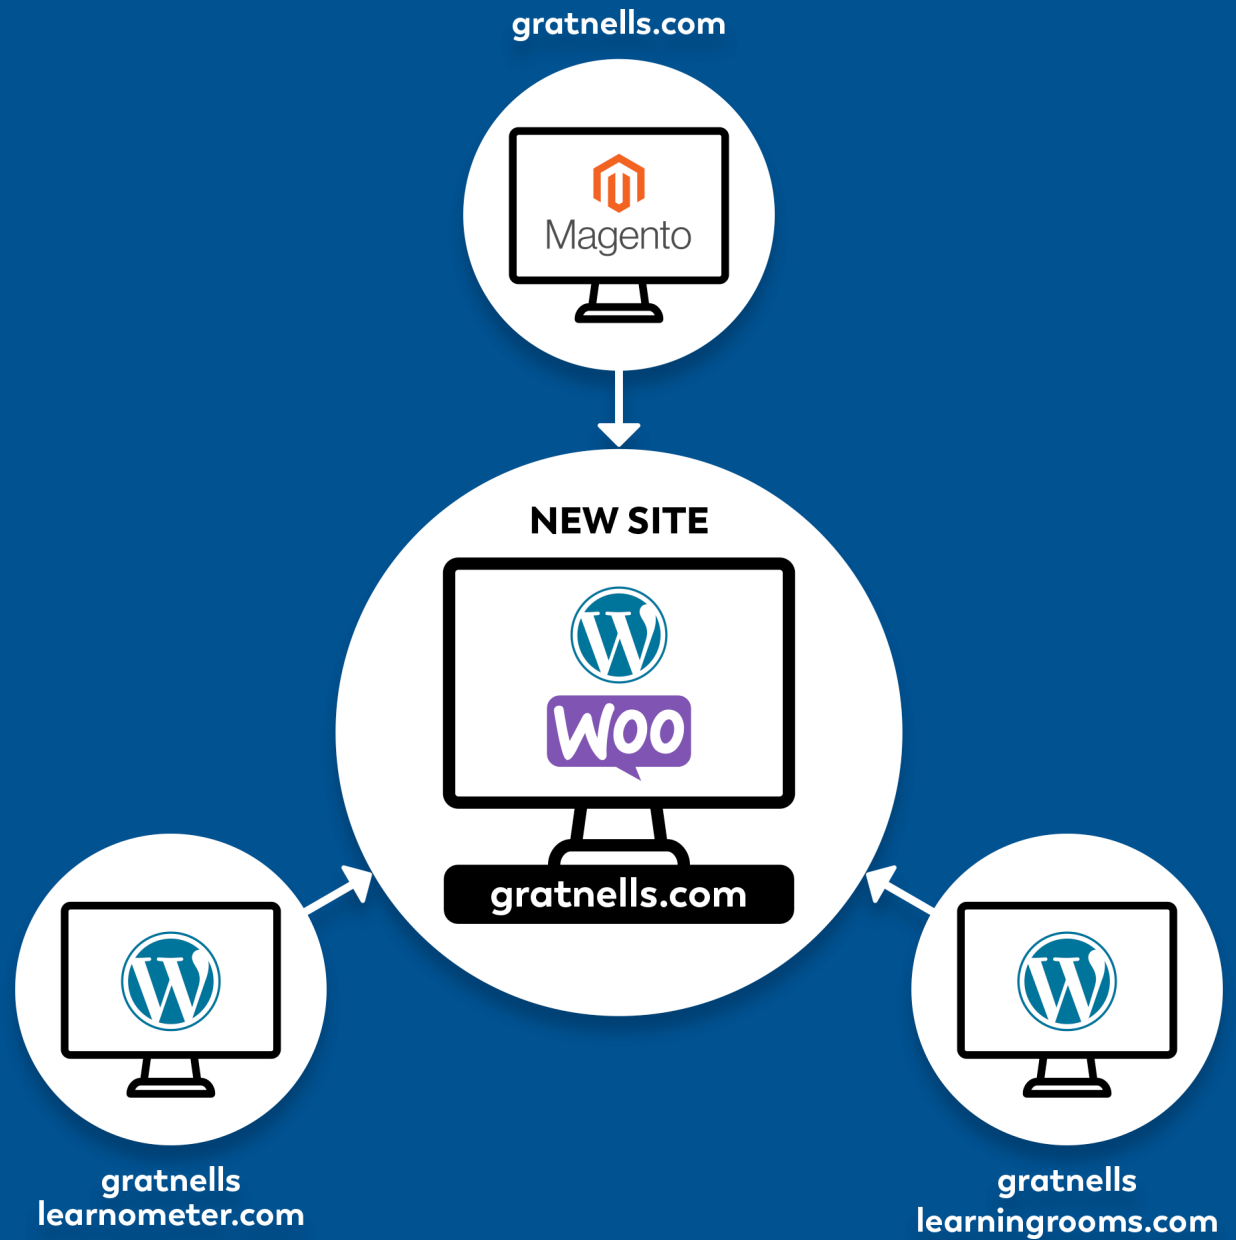 gratnells.com
Magento
NEW SITE
W
Woo
gratnells.com
W
W
gratnells
learnometer.com
gratnells
learningrooms.com